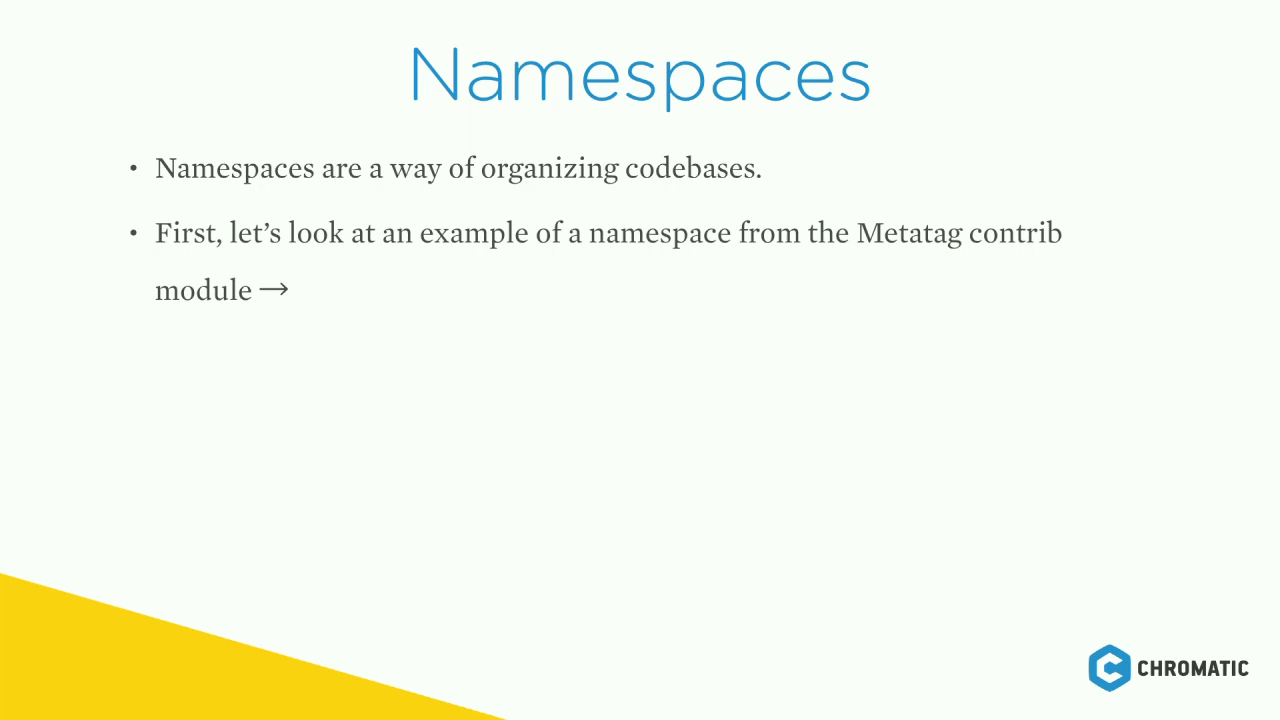 Namespaces
• Namespaces are a way of organizing codebases.
• First, let’s look at an example of a namespace from the Metatag contrib
module →
CHROMATIC